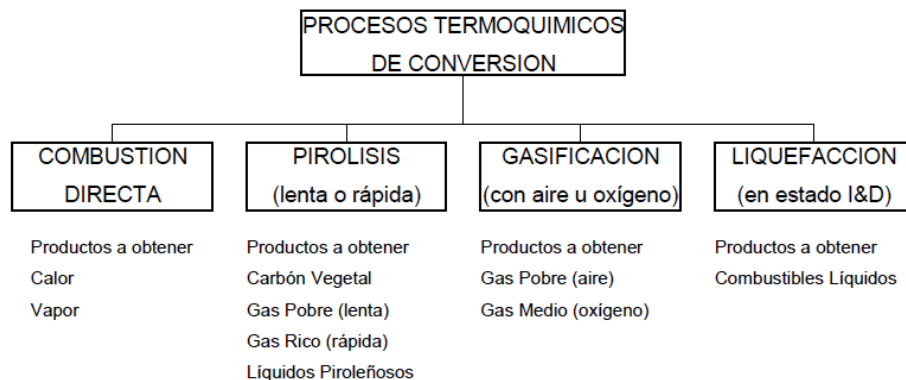 PROCESOS TERMOQUIMICOS
DE CONVERSION
COMBUSTION
DIRECTA
Productos a obtener
Calor
Vapor
PIROLISIS
(lenta o rápida)
Productos a obtener
Carbón Vegetal
Gas Pobre (lenta)
Gas Rico (rápida)
Líquidos Piroleñosos
GASIFICACION
(con aire u oxígeno)
Productos a obtener
Gas Pobre (aire)
Gas Medio (oxígeno)
LIQUEFACCION
(en estado I&D)
Productos a obtener
Combustibles Líquidos